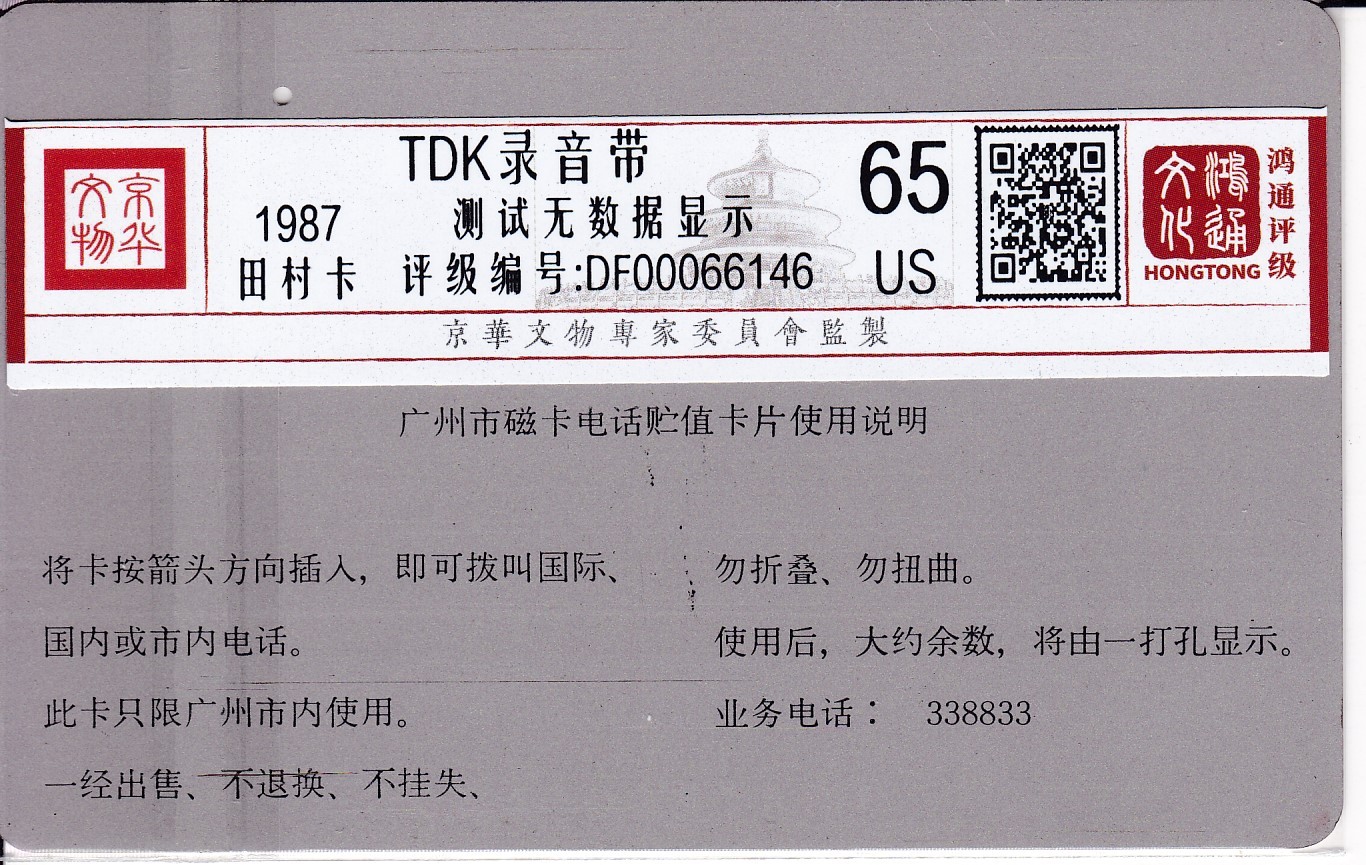 京华文物
TDK录音带
1987
测试无数据显示
田村卡
评级编号:DF00066146
65
US
鸿通文化
HONGTONG
鸿通评级
京華文物專家委員會監製
广州市磁卡电话贮值卡片使用说明
将卡按箭头方向插入，即可拨叫国际、
国内或市内电话。
此卡只限广州市内使用。
一经出售、不退换、不挂失、
勿折叠、勿扭曲。
使用后，大约余数，将由一打孔显示。
业务电话： 338833